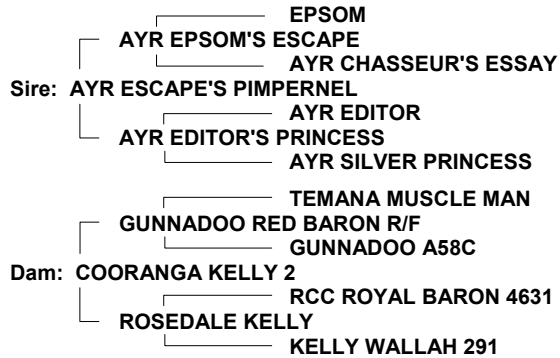 EPSOM
AYR EPSOM'S ESCAPE
AYR CHASSEUR'S ESSAY
Sire: AYR ESCAPE'S PIMPERNEL
AYR EDITOR
AYR EDITOR'S PRINCESS
AYR SILVER PRINCESS
TEMANA MUSCLE MAN
GUNNADOO RED BARON R/F
GUNNADOO A58C
Dam: COORANGA KELLY 2
RCC ROYAL BARON 4631
ROSEDALE KELLY
KELLY WALLAH 291